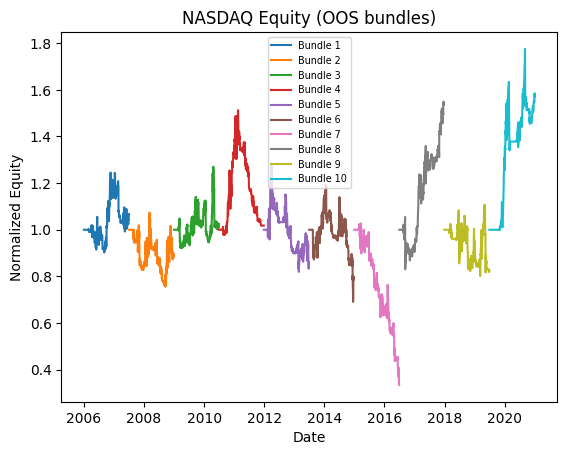 NASDAQ Equity (OOS bundles)
Normalized Equity
1.8
1.6
1.4
1.2
1.0
0.8
0.6
0.4
Bundle 1
Bundle 2
Bundle 3
Bundle 4
Bundle 5
Bundle 6
Bundle 7
Bundle 8
Bundle 9
Bundle 10
2006 2008 2010 2012 2014 2016 2018 2020
Date